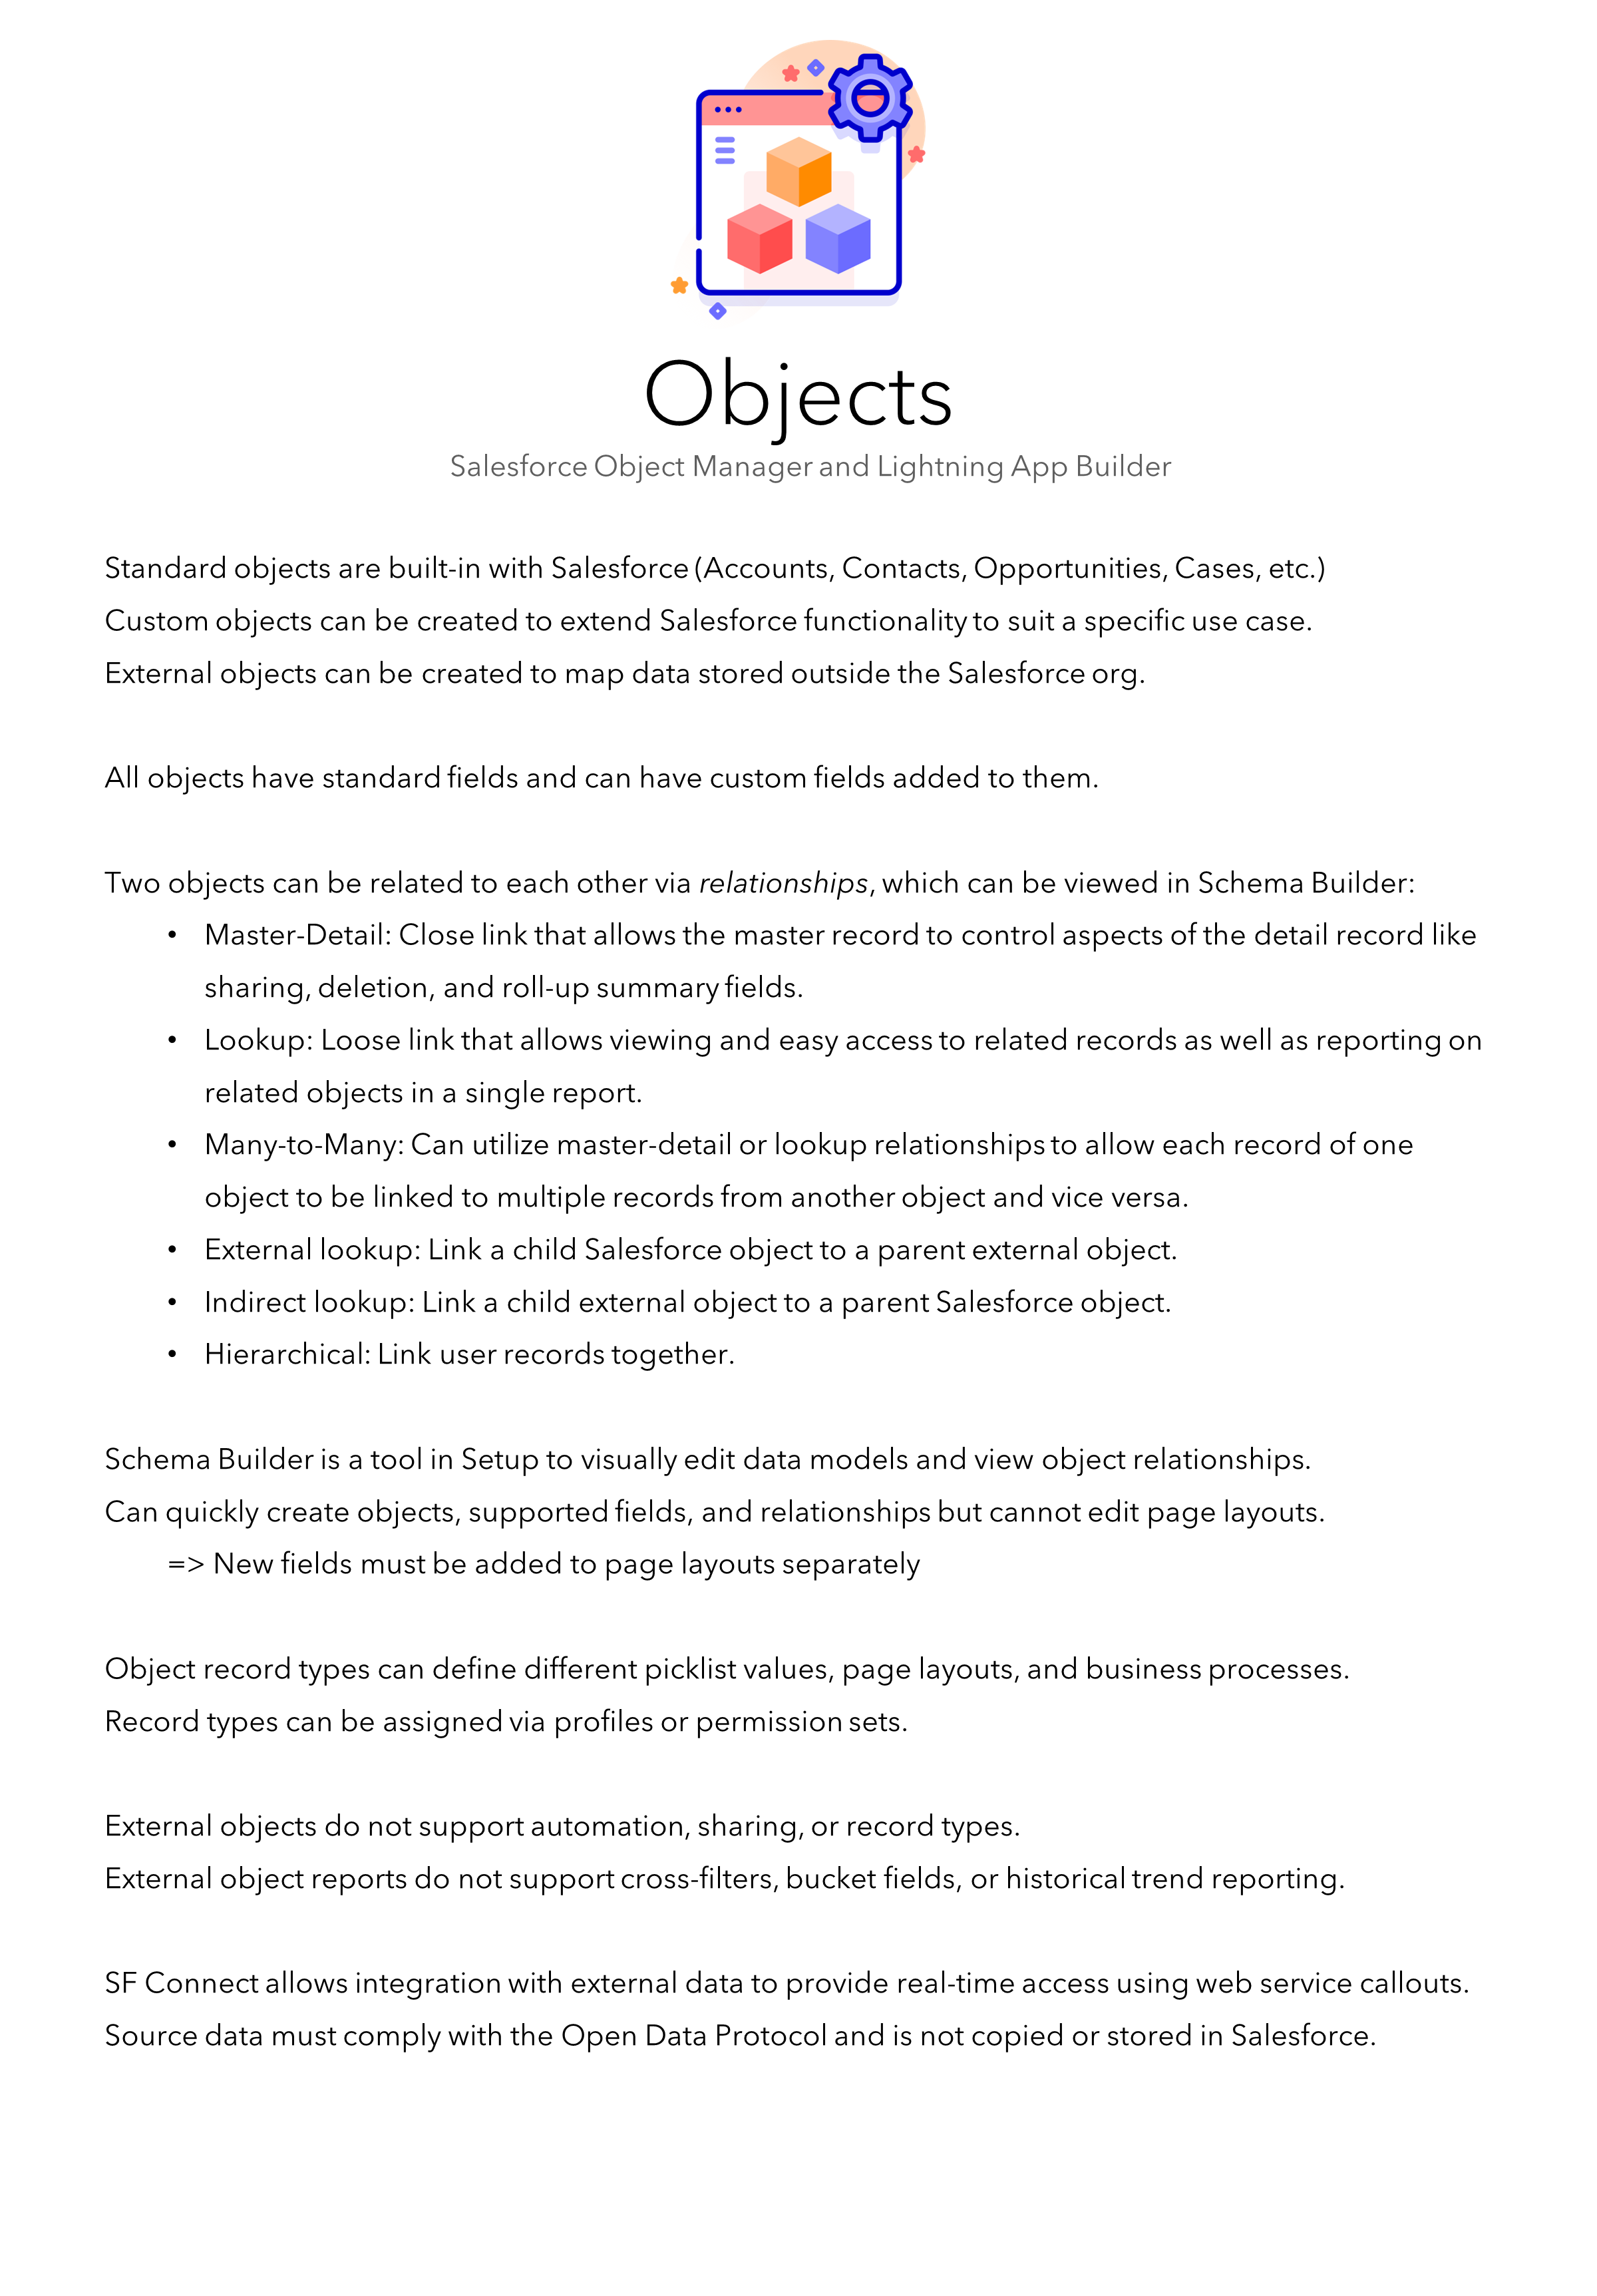 Objects
Salesforce Object Manager and Lightning App Builder
Standard objects are built-in with Salesforce (Accounts, Contacts, Opportunities, Cases, etc.)
Custom objects can be created to extend Salesforce functionality to suit a specific use case.
External objects can be created to map data stored outside the Salesforce org.
All objects have standard fields and can have custom fields added to them.
Two objects can be related to each other via relationships, which can be viewed in Schema Builder:
• Master-Detail: Close link that allows the master record to control aspects of the detail record like
sharing, deletion, and roll-up summary fields.
• Lookup: Loose link that allows viewing and easy access to related records as well as reporting on
related objects in a single report.
• Many-to-Many: Can utilize master-detail or lookup relationships to allow each record of one
object to be linked to multiple records from another object and vice versa.
• External lookup: Link a child Salesforce object to a parent external object.
• Indirect lookup: Link a child external object to a parent Salesforce object.
• Hierarchical: Link user records together.
Schema Builder is a tool in Setup to visually edit data models and view object relationships.
Can quickly create objects, supported fields, and relationships but cannot edit page layouts.
=> New fields must be added to page layouts separately
Object record types can define different picklist values, page layouts, and business processes.
Record types can be assigned via profiles or permission sets.
External objects do not support automation, sharing, or record types.
External object reports do not support cross-filters, bucket fields, or historical trend reporting.
SF Connect allows integration with external data to provide real-time access using web service callouts.
Source data must comply with the Open Data Protocol and is not copied or stored in Salesforce.